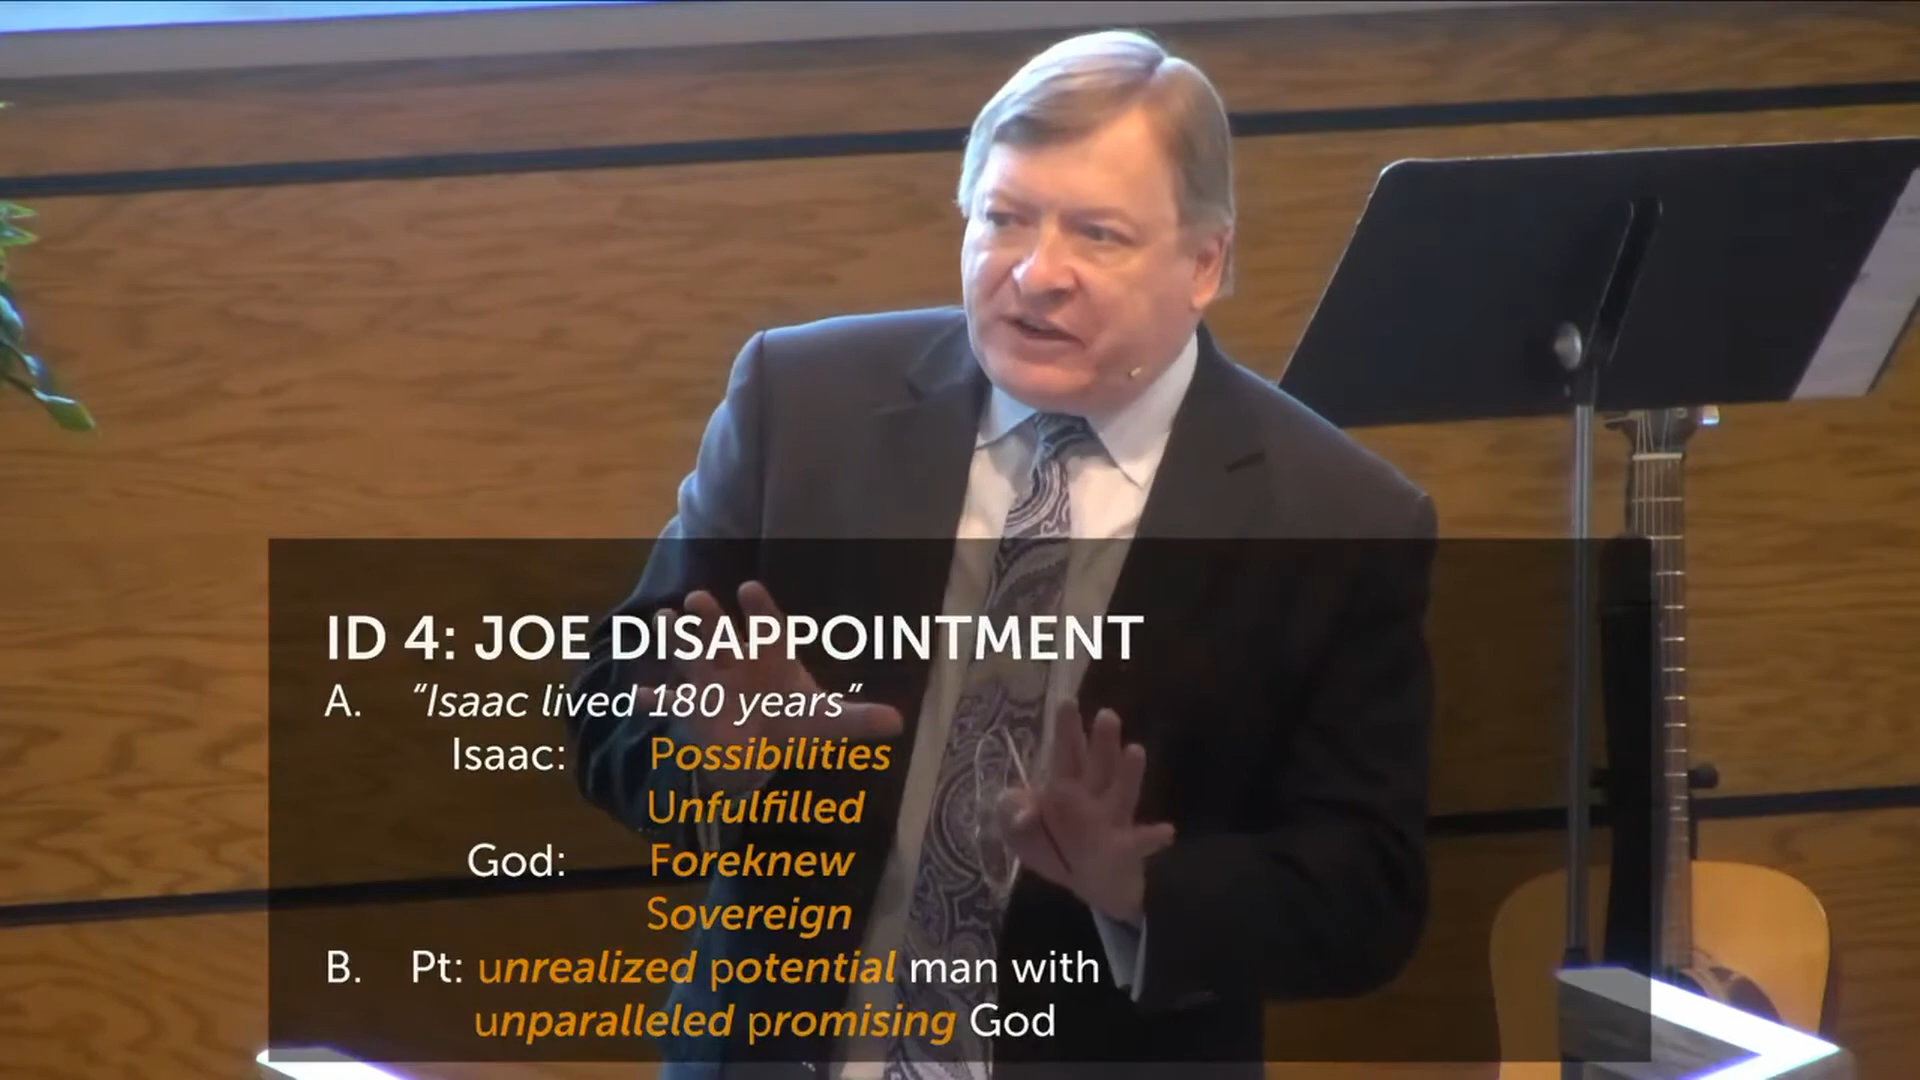 ID 4: JOE DISAPPOINTMENT
A. “Isaac lived 180 years”
Isaac: Possibilities
Unfulfilled
God: Foreknew
Sovereign
B. Pt: unrealized potential man with
unparalleled promising God